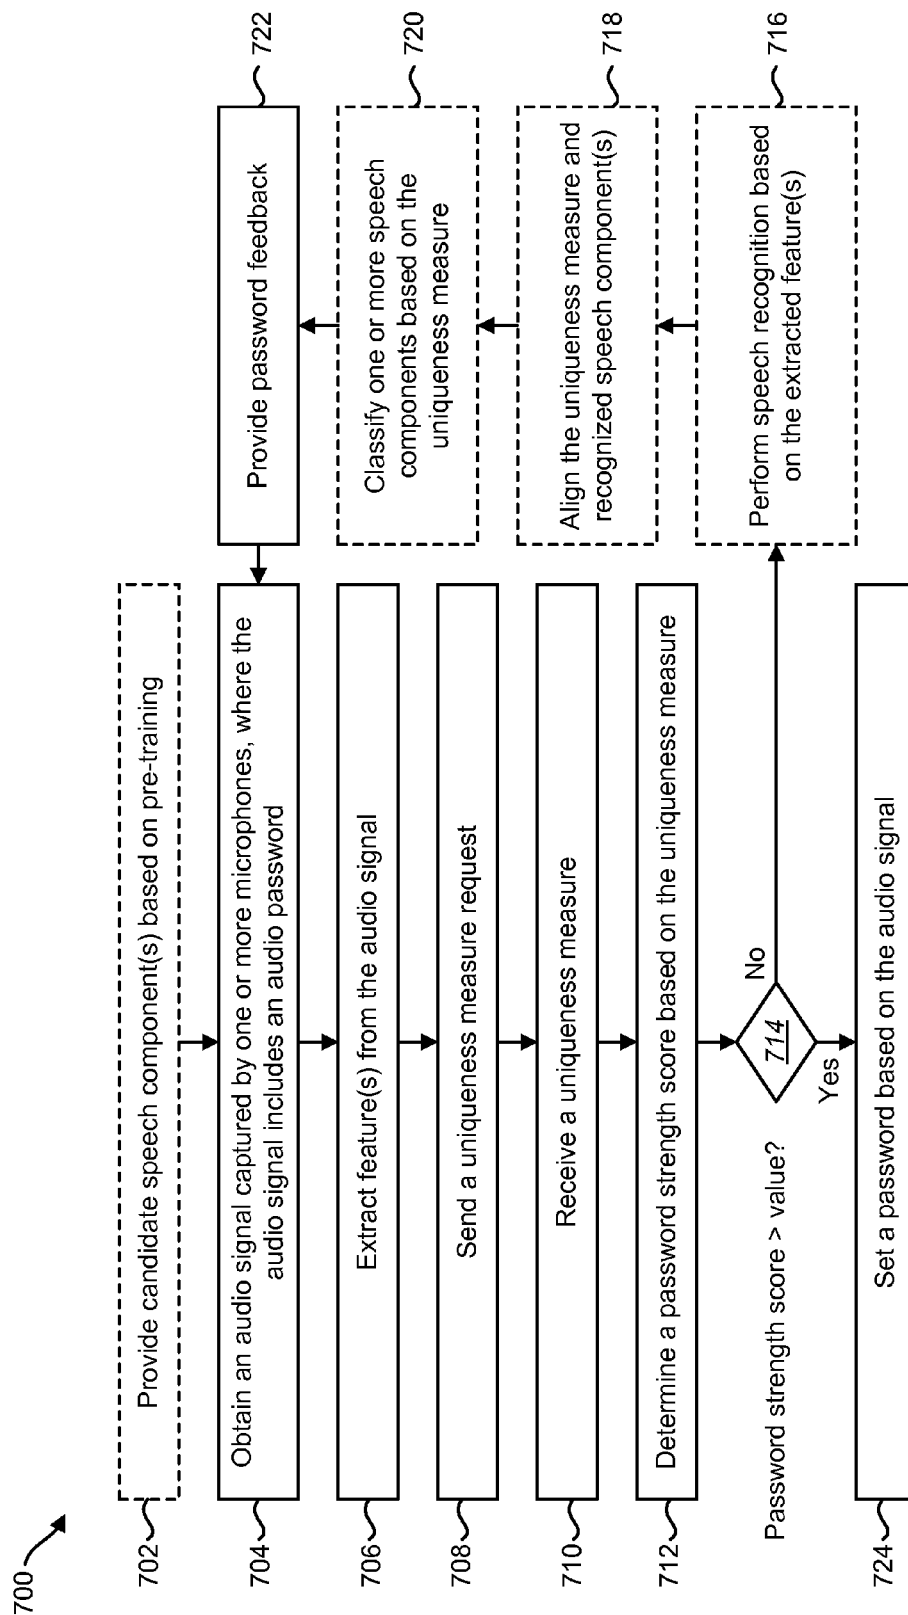 700
702
Provide candidate speech component(s) based on pre-training
704
Obtain an audio signal captured by one or more microphones, where the
audio signal includes an audio password
706
Extract feature(s) from the audio signal
708
Send a uniqueness measure request
710
Receive a uniqueness measure
712
Determine a password strength score based on the uniqueness measure
Password strength score > value?
714
No
Yes
724
Set a password based on the audio signal
Provide password feedback
722
Classify one or more speech
components based on the
uniqueness measure
720
Align the uniqueness measure and
recognized speech component(s)
718
Perform speech recognition based
on the extracted feature(s)
716